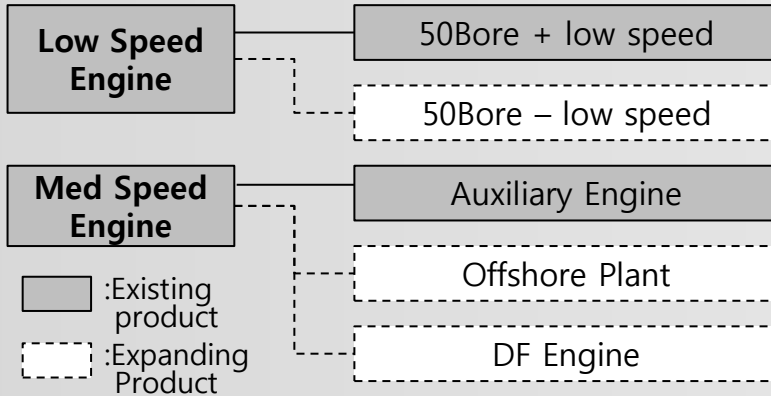 Low Speed
Engine
50Bore + low speed
50Bore – low speed
Med Speed
Engine
Auxiliary Engine
Offshore Plant
DF Engine
:Existing
product
:Expanding
Product